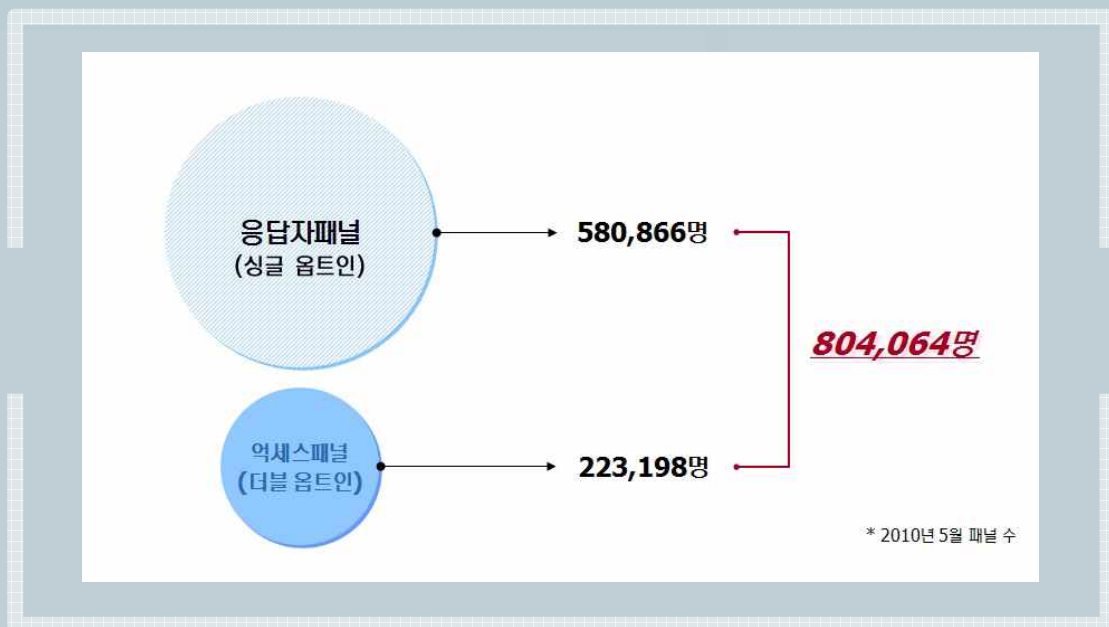 응답자패널
(싱글 옵트인)
580,866명
804,064명
억세스패널
(더블 옵트인)
223,198명
* 2010년 5월 패널 수